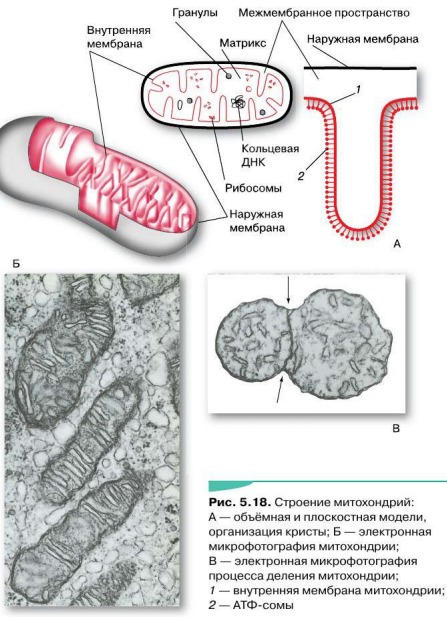 Гранулы
Межмембранное пространство
Внутренняя
мембрана
Матрикс
Наружная мембрана
1
Кольцевая
ДНК
2
Рибосомы
Наружная
мембрана
А
Б
В
Рис. 5.18. Строение митохондрий:
А — объёмная и плоскостная модели,
организация кристы; Б — электронная
микрофотография митохондрии;
В — электронная микрофотография
процесса деления митохондрии;
1 — внутренняя мембрана митохондрии;
2 — АТФ-сомы